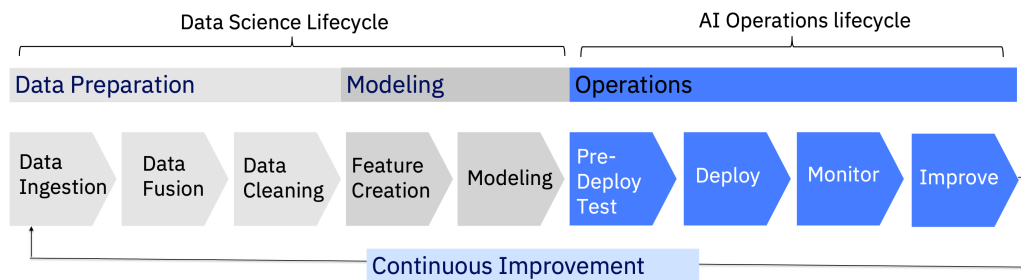 Data Science Lifecycle
AI Operations lifecycle
Data Preparation
Modeling
Operations
Data
Ingestion
Data
Fusion
Data
Cleaning
Feature
Creation
Modeling
Pre-
Deploy
Test
Deploy
Monitor
Improve
Continuous Improvement